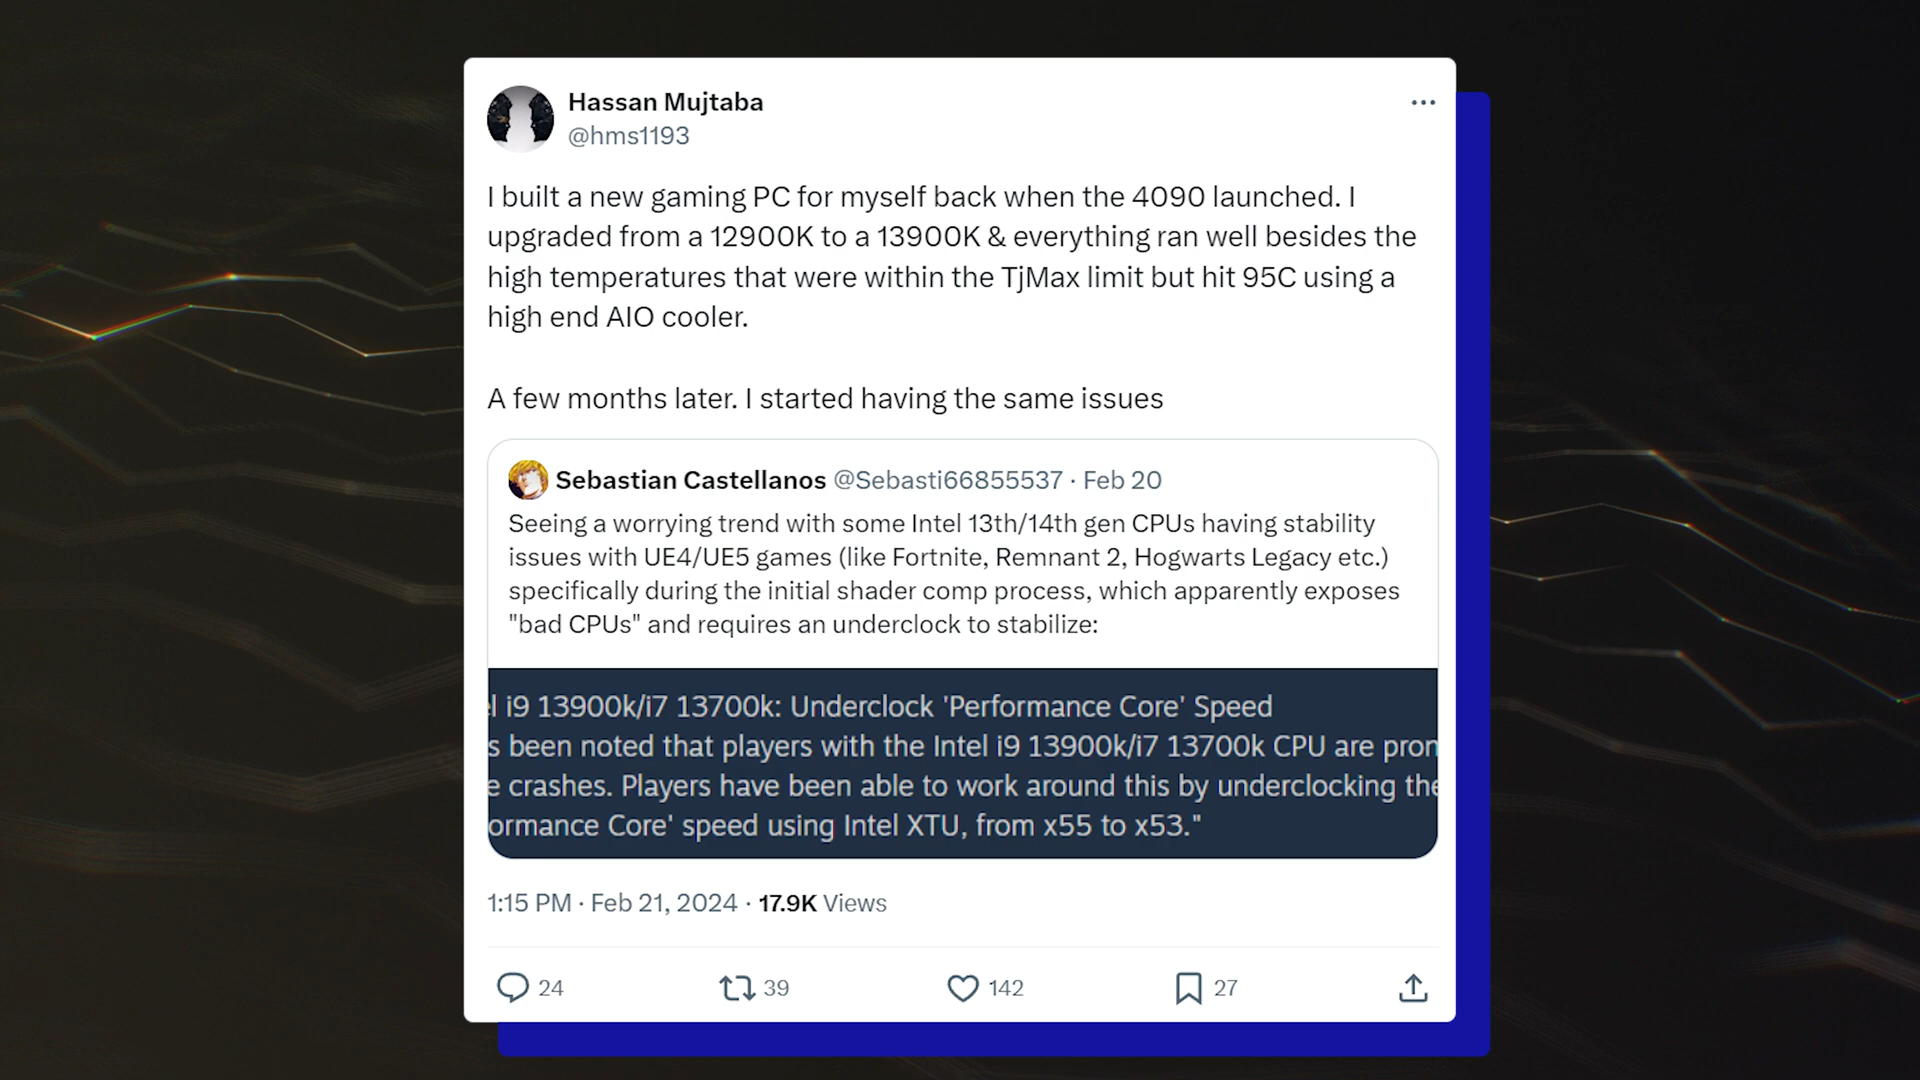 Hassan Mujtaba
@hms1193
I built a new gaming PC for myself back when the 4090 launched. I
upgraded from a 12900K to a 13900K & everything ran well besides the
high temperatures that were within the TjMax limit but hit 95C using a
high end AIO cooler.
A few months later. I started having the same issues
Sebastian Castellanos @Sebasti66855537 · Feb 20
Seeing a worrying trend with some Intel 13th/14th gen CPUs having stability
issues with UE4/UE5 games (like Fortnite, Remnant 2, Hogwarts Legacy etc.)
specifically during the initial shader comp process, which apparently exposes
"bad CPUs" and requires an underclock to stabilize:
l i9 13900k/i7 13700k: Underclock 'Performance Core' Speed
s been noted that players with the Intel i9 13900k/i7 13700k CPU are pron
e crashes. Players have been able to work around this by underclocking the
ormance Core' speed using Intel XTU, from x55 to x53."
1:15 PM · Feb 21, 2024 · 17.9K Views
24 39 142 27